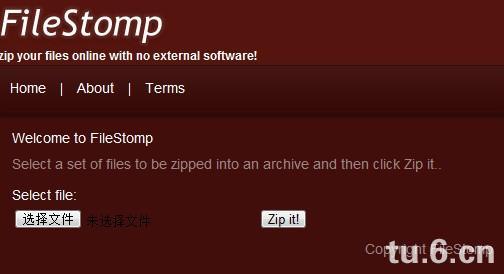 FileStomp
zip your files online with no external software!
Home | About | Terms
Welcome to FileStomp
Select a set of files to be zipped into an archive and then click Zip it..
Select file:
选择文件 未选择文件 Zip it!
Copyright FileStomp
tu.6.cn